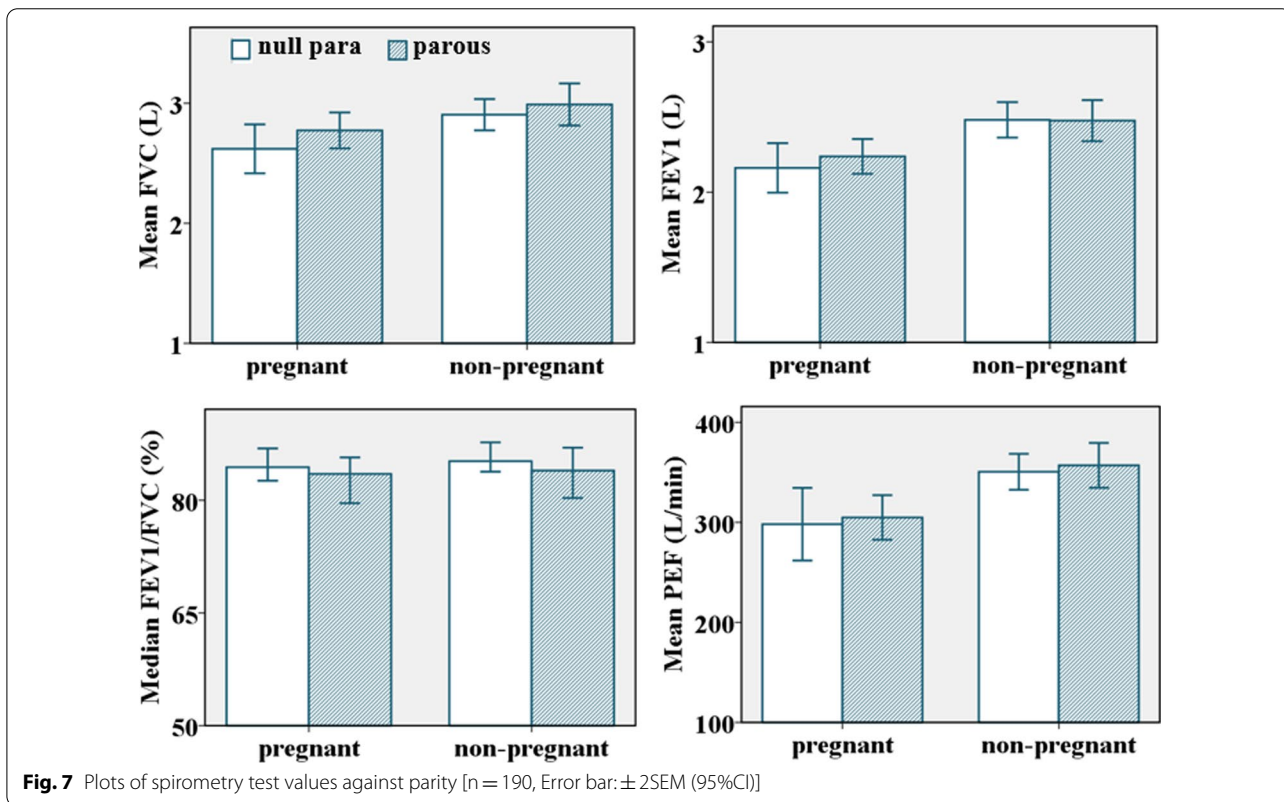 null para parous
Mean FVC (L)
3
2
1
pregnant non-pregnant
Mean FEV1 (L)
3
2
1
pregnant non-pregnant
Median FEV1/FVC (%)
80
65
50
pregnant non-pregnant
Mean PEF (L/min)
400
300
200
100
pregnant non-pregnant
Fig. 7 Plots of spirometry test values against parity [n = 190, Error bar: ± 2SEM (95%CI)]